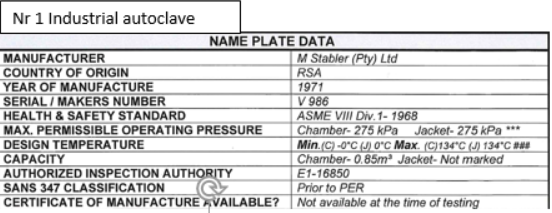 Nr 1 Industrial autoclave
NAME PLATE DATA
MANUFACTURER M Stabler (Pty) Ltd
COUNTRY OF ORIGIN RSA
YEAR OF MANUFACTURE 1971
SERIAL / MAKERS NUMBER V 986
HEALTH & SAFETY STANDARD ASME VIII Div.1- 1968
MAX. PERMISSIBLE OPERATING PRESSURE Chamber- 275 kPa Jacket- 275 kPa ***
DESIGN TEMPERATURE Min.(C) -0°C (J) 0°C Max. (C)134°C (J) 134°C ###
CAPACITY Chamber- 0.85m³ Jacket- Not marked
AUTHORIZED INSPECTION AUTHORITY E1-16850
SANS 347 CLASSIFICATION Prior to PER
CERTIFICATE OF MANUFACTURE AVAILABLE? Not available at the time of testing